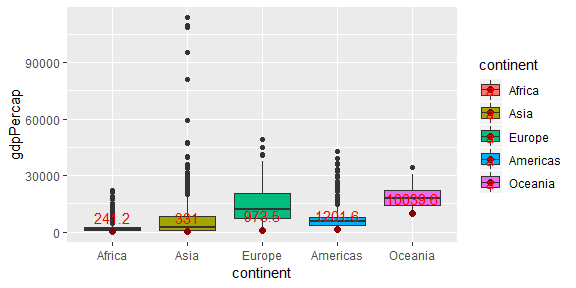 continent
90000
Africa
Asia
60000
gdpPercap
Europe
30000
Americas
Oceania
241.2
331
973.5
1201.6
10039.6
0
Africa
Asia
Europe
Americas
Oceania
continent